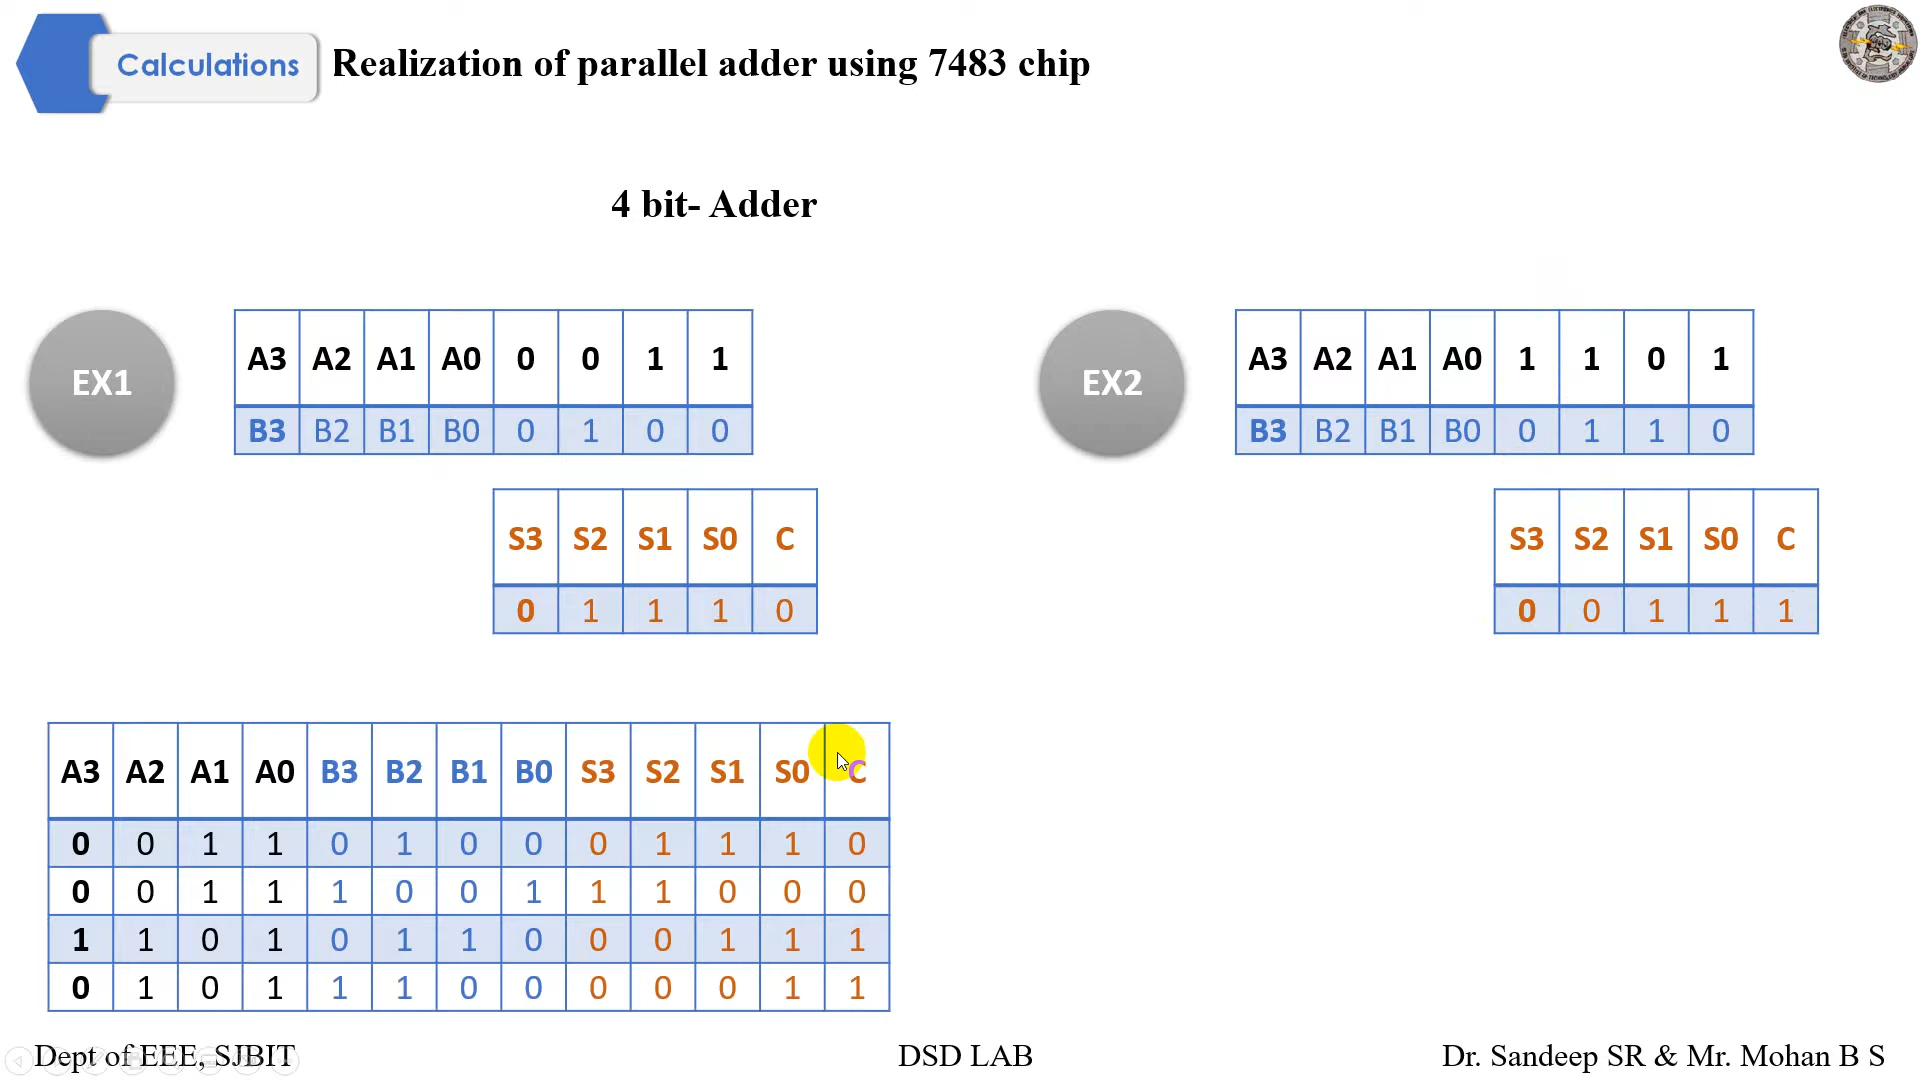 Calculations
Realization of parallel adder using 7483 chip
4 bit- Adder
EX1
A3 A2 A1 A0 0 0 1 1
B3 B2 B1 B0 0 1 0 0
S3 S2 S1 S0 C
0 1 1 1 0
EX2
A3 A2 A1 A0 1 1 0 1
B3 B2 B1 B0 0 1 1 0
S3 S2 S1 S0 C
0 0 1 1 1
A3 A2 A1 A0 B3 B2 B1 B0 S3 S2 S1 S0 C
0 0 1 1 0 1 0 0 0 1 1 1 0
0 0 1 1 1 0 0 1 1 1 0 0 0
1 1 0 1 0 1 1 0 0 0 1 1 1
0 1 0 1 1 1 0 0 0 0 0 1 1
Dept of EEE, SJBIT
DSD LAB
Dr. Sandeep SR & Mr. Mohan B S